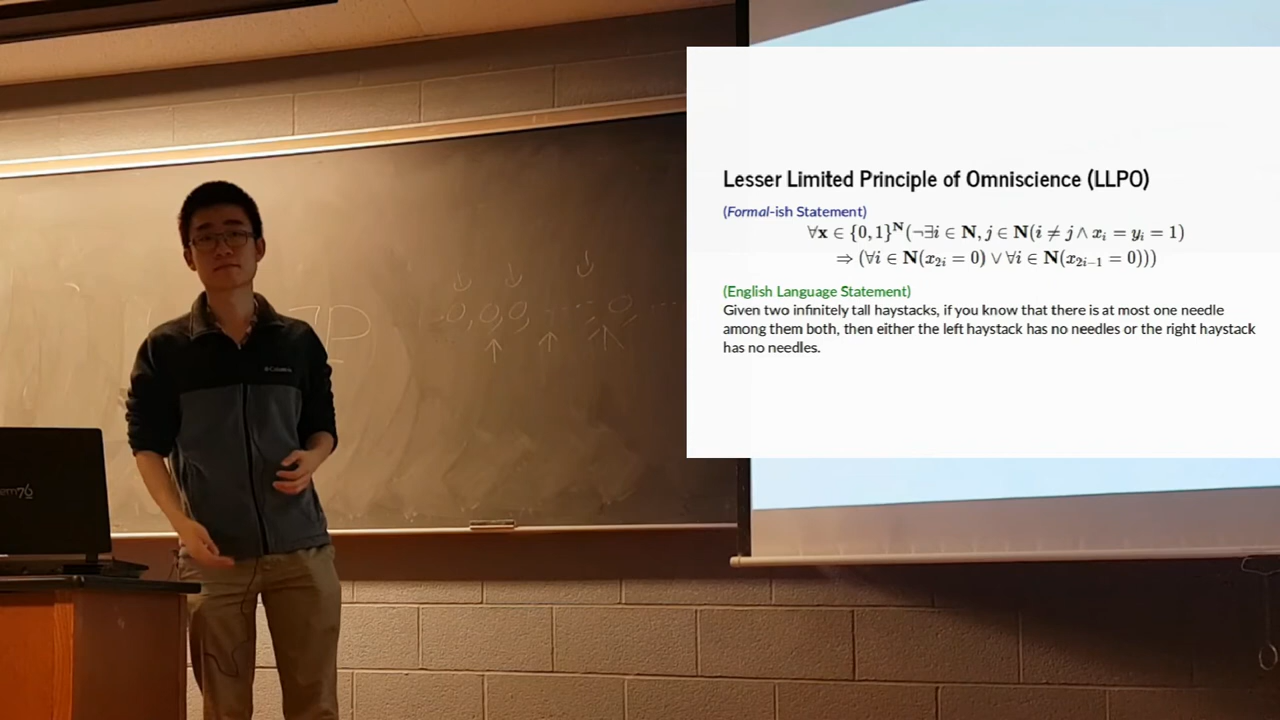 Lesser Limited Principle of Omniscience (LLPO)
(Formal-ish Statement)
∀x ∈ {0, 1}^N(¬∃i ∈ N, j ∈ N(i ≠ j ∧ x_i = y_i = 1)
⇒ (∀i ∈ N(x_{2i} = 0) ∨ ∀i ∈ N(x_{2i−1} = 0)))
(English Language Statement)
Given two infinitely tall haystacks, if you know that there is at most one needle
among them both, then either the left haystack has no needles or the right haystack
has no needles.
Columbia
em76